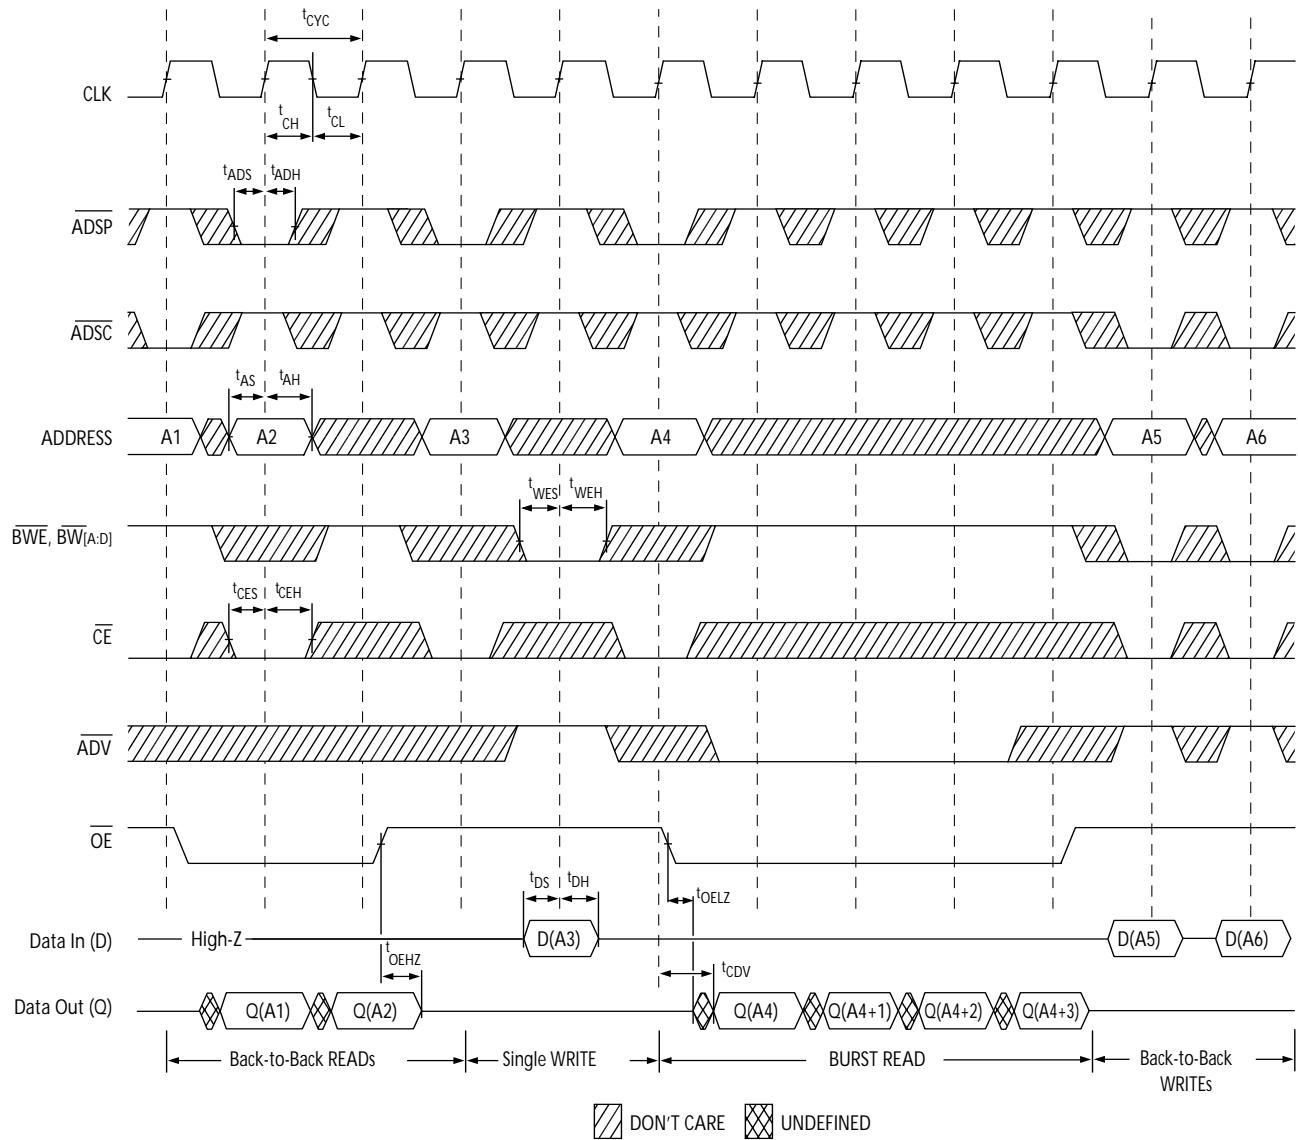 tCYC
CLK
tCH
tCL
tADS
tADH
ADSP
ADSC
tAS
tAH
ADDRESS
A1
A2
A3
A4
A5
A6
tWES
tWEH
BWE, BW[A:D]
tCES
tCEH
CE
ADV
OE
tDS
tDH
tOELZ
Data In (D)
High-Z
D(A3)
D(A5)
D(A6)
tOEHZ
tCDV
Data Out (Q)
Q(A1)
Q(A2)
Q(A4)
Q(A4+1)
Q(A4+2)
Q(A4+3)
Back-to-Back READs
Single WRITE
BURST READ
Back-to-Back
WRITEs
DON'T CARE
UNDEFINED